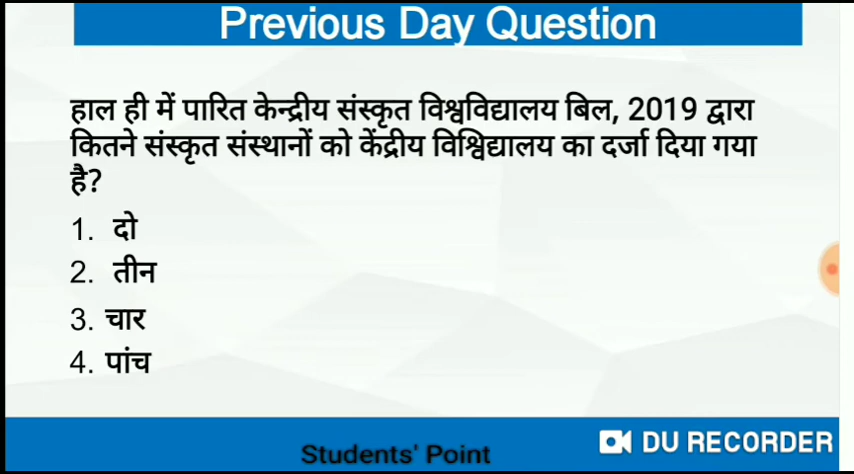 Previous Day Question
हाल ही में पारित केन्द्रीय संस्कृत विश्वविद्यालय बिल, 2019 द्वारा
कितने संस्कृत संस्थानों को केंद्रीय विश्विद्यालय का दर्जा दिया गया
है?
1. दो
2. तीन
3. चार
4. पांच
Students' Point
DU RECORDER